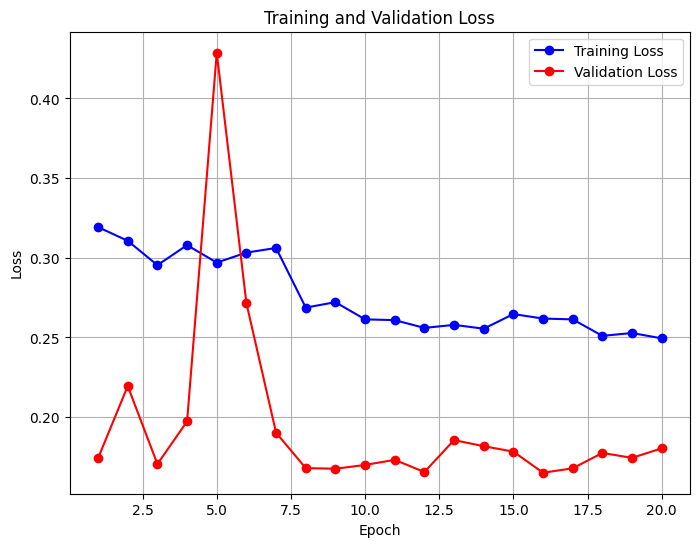 Training and Validation Loss
Training Loss
Validation Loss
Loss
0.40
0.35
0.30
0.25
0.20
2.5 5.0 7.5 10.0 12.5 15.0 17.5 20.0
Epoch